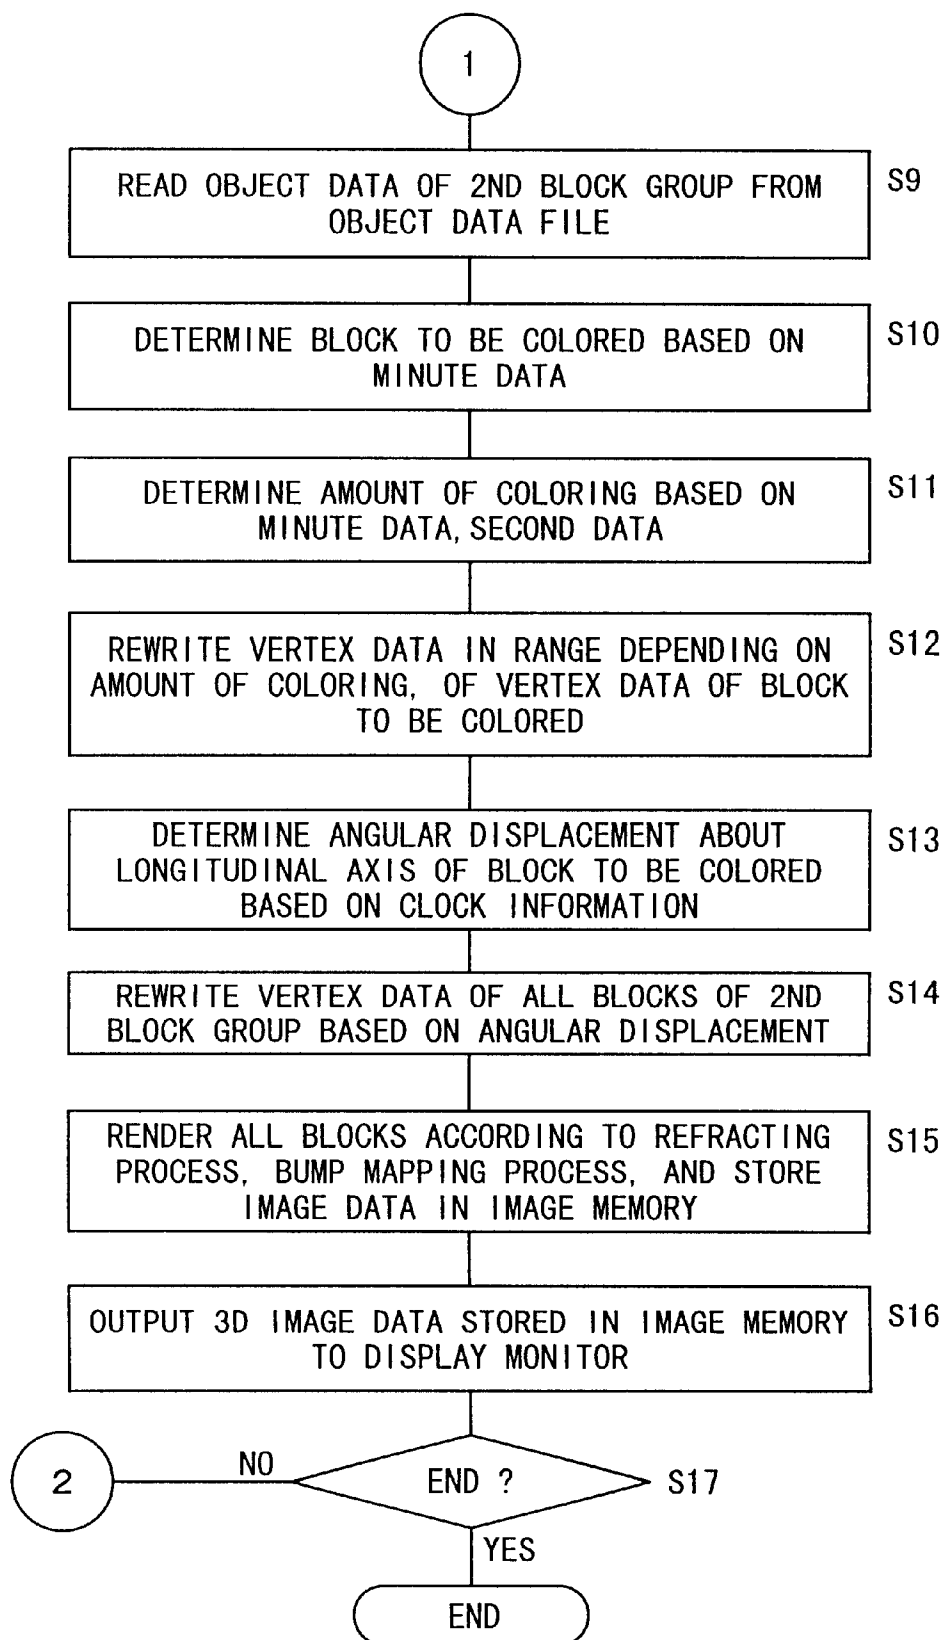 1
READ OBJECT DATA OF 2ND BLOCK GROUP FROM
OBJECT DATA FILE
S9
DETERMINE BLOCK TO BE COLORED BASED ON
MINUTE DATA
S10
DETERMINE AMOUNT OF COLORING BASED ON
MINUTE DATA, SECOND DATA
S11
REWRITE VERTEX DATA IN RANGE DEPENDING ON
AMOUNT OF COLORING, OF VERTEX DATA OF BLOCK
TO BE COLORED
S12
DETERMINE ANGULAR DISPLACEMENT ABOUT
LONGITUDINAL AXIS OF BLOCK TO BE COLORED
BASED ON CLOCK INFORMATION
S13
REWRITE VERTEX DATA OF ALL BLOCKS OF 2ND
BLOCK GROUP BASED ON ANGULAR DISPLACEMENT
S14
RENDER ALL BLOCKS ACCORDING TO REFRACTING
PROCESS, BUMP MAPPING PROCESS, AND STORE
IMAGE DATA IN IMAGE MEMORY
S15
OUTPUT 3D IMAGE DATA STORED IN IMAGE MEMORY
TO DISPLAY MONITOR
S16
2
NO
END ?
S17
YES
END